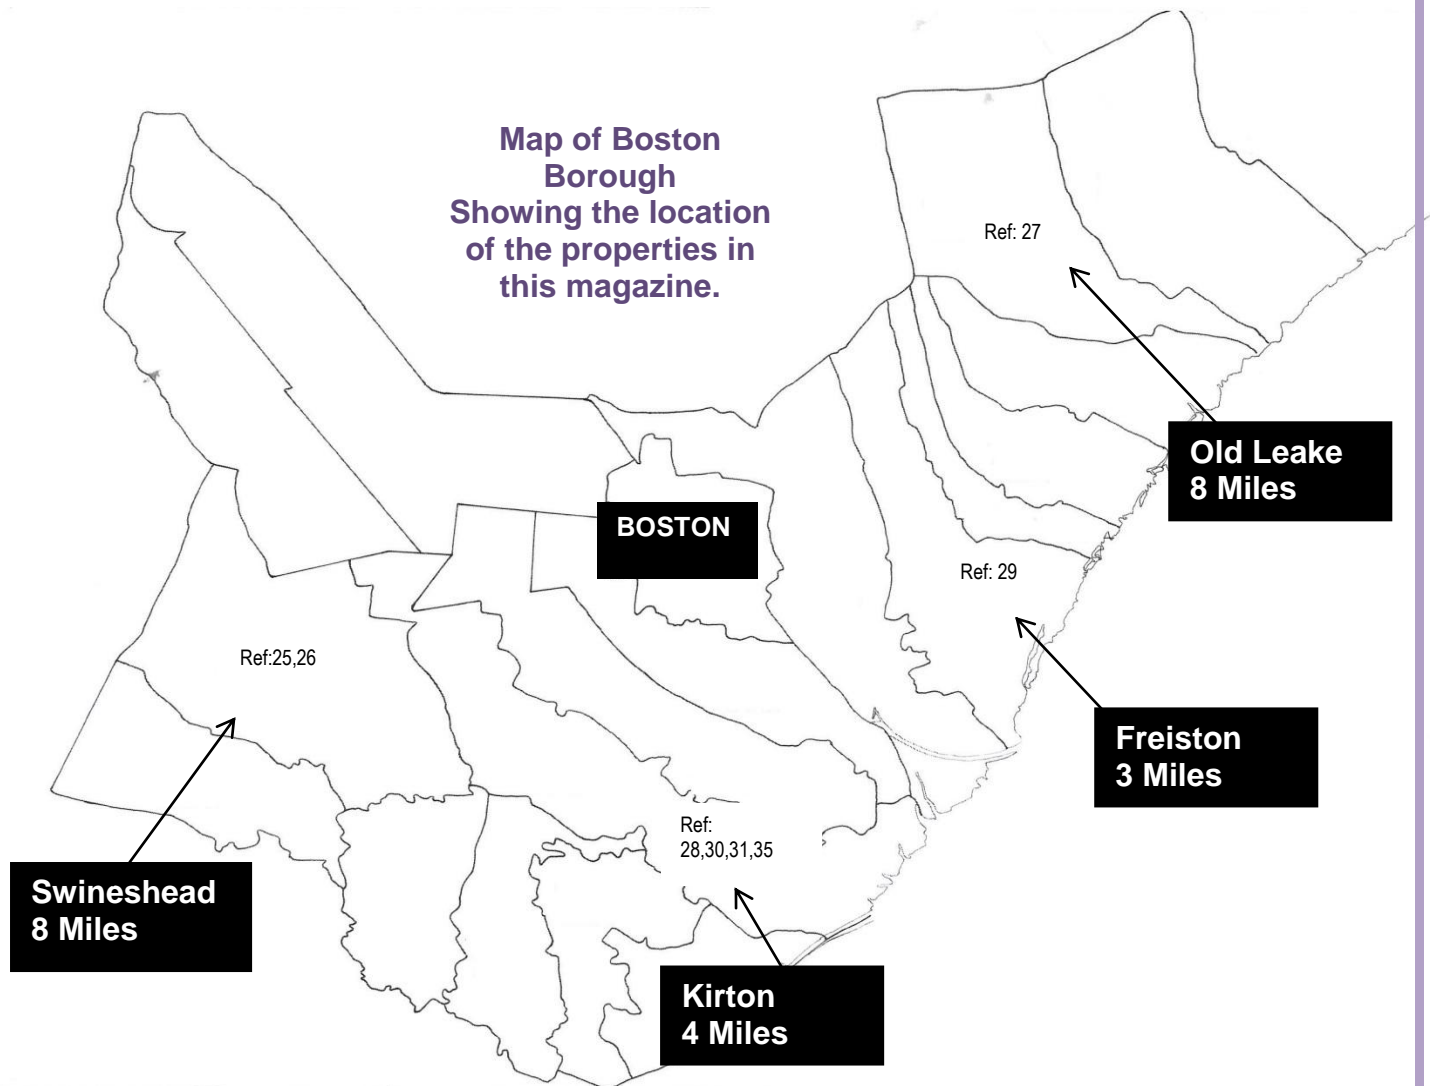 Map of Boston
Borough
Showing the location
of the properties in
this magazine.
Ref: 27
Old Leake
8 Miles
BOSTON
Ref: 29
Ref:25,26
Freiston
3 Miles
Ref:
28,30,31,35
Swineshead
8 Miles
Kirton
4 Miles